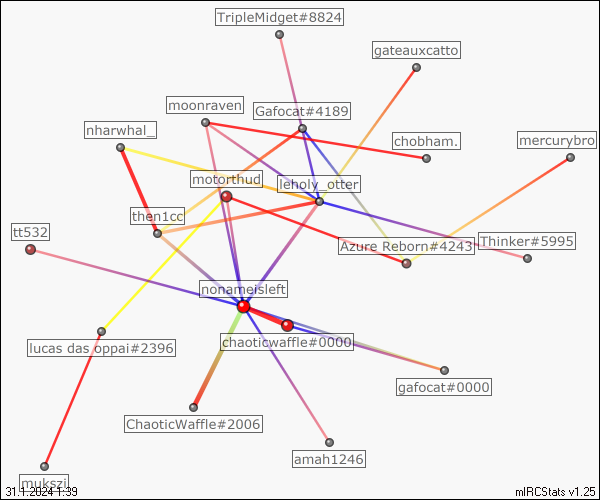 TripleMidget#8824
gateauxcatto
moonraven
Gafocat#4189
nharwhal_
chobham.
mercurybro
motorthud
leholy_otter
then1cc
tt532
Azure Reborn#4243
Thinker#5995
nonameisleft
chaoticwaffle#0000
lucas das oppai#2396
gafocat#0000
ChaoticWaffle#2006
amah1246
mukszi
31.1.2024 1:39
mIRCStats v1.25